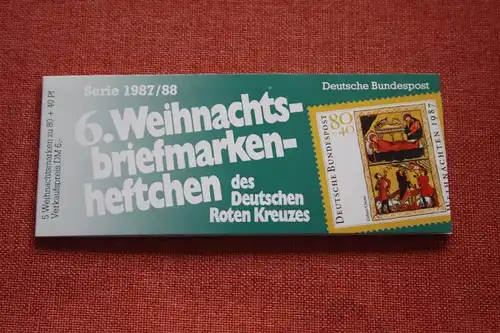 5 Weihnachtsmarken zu 80 + 40 Pf
Verkaufspreis DM 6.-
Serie 1987/88
Deutsche Bundespost
6. Weihnachts-
briefmarken-
heftchen des
Deutschen
Roten Kreuzes
DEUTSCHE BUNDESPOST
80
+40
WEIHNACHTEN 1987